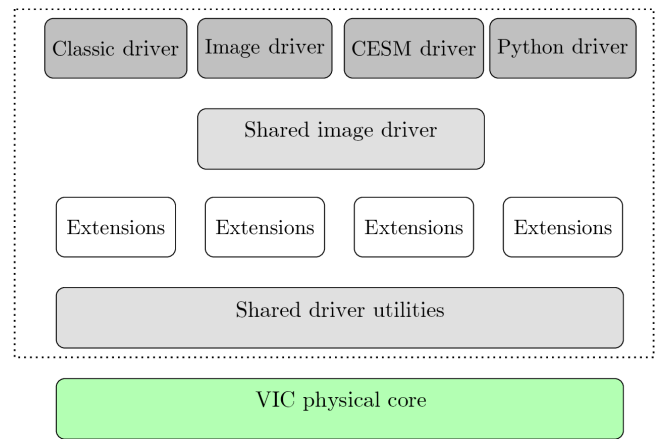 Classic driver
Image driver
CESM driver
Python driver
Shared image driver
Extensions
Extensions
Extensions
Extensions
Shared driver utilities
VIC physical core